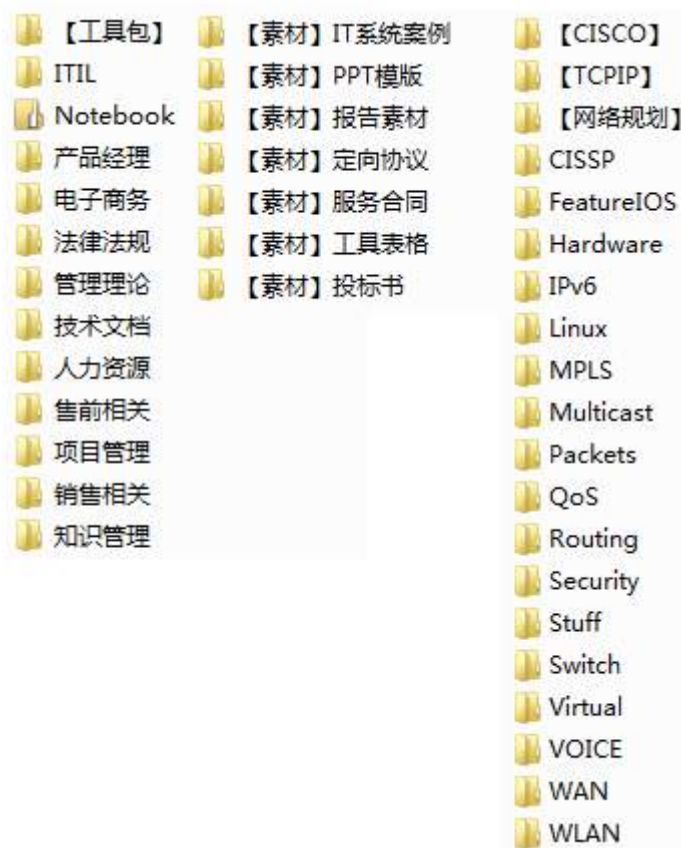 【工具包】
ITIL
Notebook
产品经理
电子商务
法律法规
管理理论
技术文档
人力资源
售前相关
项目管理
销售相关
知识管理
【素材】IT系统案例
【素材】PPT模版
【素材】报告素材
【素材】定向协议
【素材】服务合同
【素材】工具表格
【素材】投标书
【CISCO】
【TCPIP】
【网络规划】
CISSP
FeatureIOS
Hardware
IPv6
Linux
MPLS
Multicast
Packets
QoS
Routing
Security
Stuff
Switch
Virtual
VOICE
WAN
WLAN